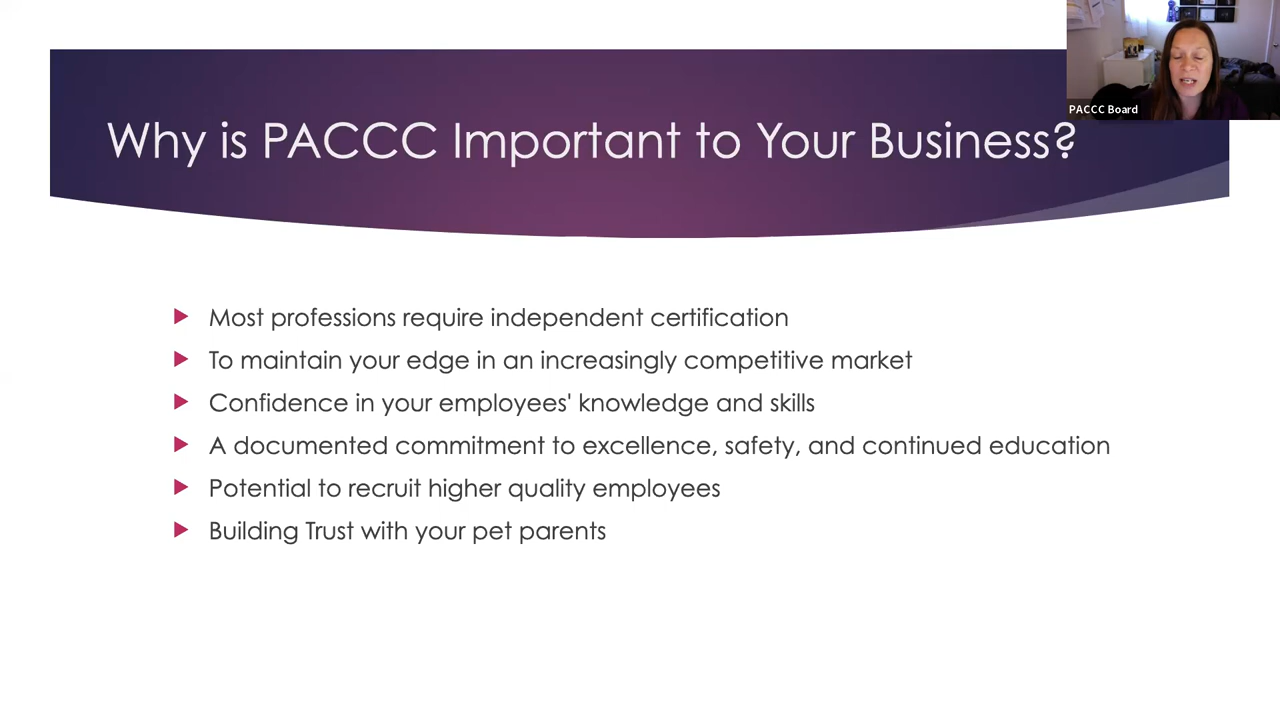 PACCC Board
Why is PACCC Important to Your Business?
Most professions require independent certification
To maintain your edge in an increasingly competitive market
Confidence in your employees' knowledge and skills
A documented commitment to excellence, safety, and continued education
Potential to recruit higher quality employees
Building Trust with your pet parents